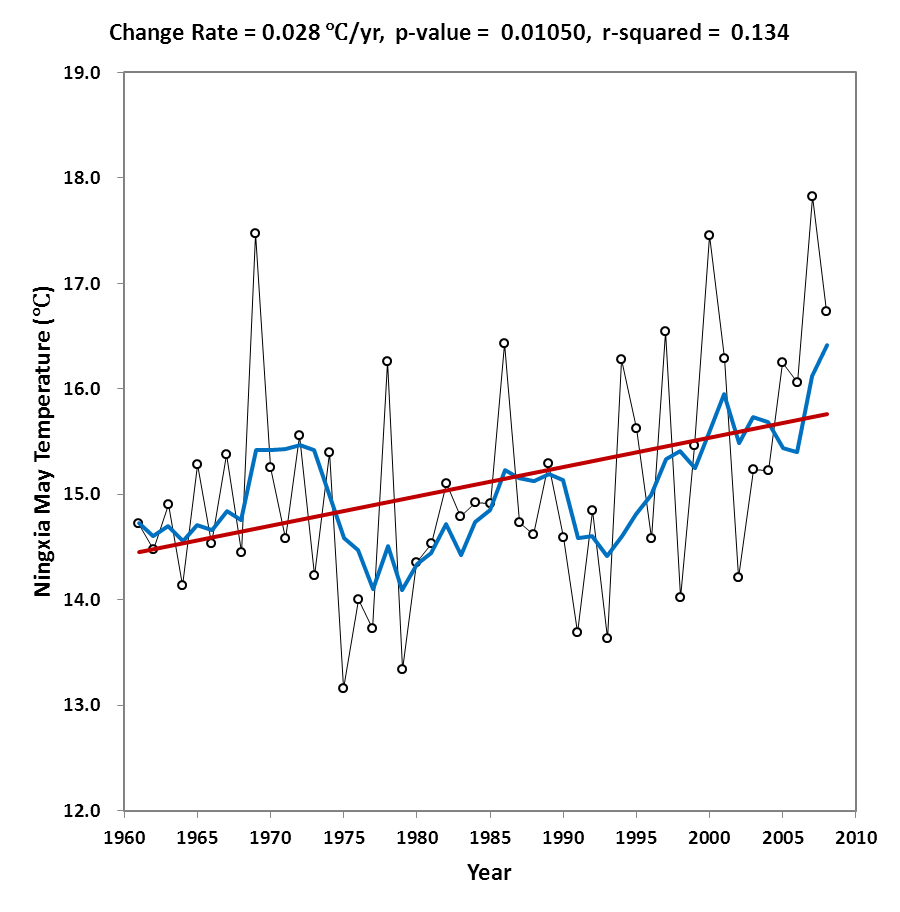 Change Rate = 0.028 ℃/yr, p-value = 0.01050, r-squared = 0.134
19.0
18.0
17.0
16.0
15.0
14.0
13.0
12.0
Ningxia May Temperature (℃)
1960 1965 1970 1975 1980 1985 1990 1995 2000 2005 2010
Year